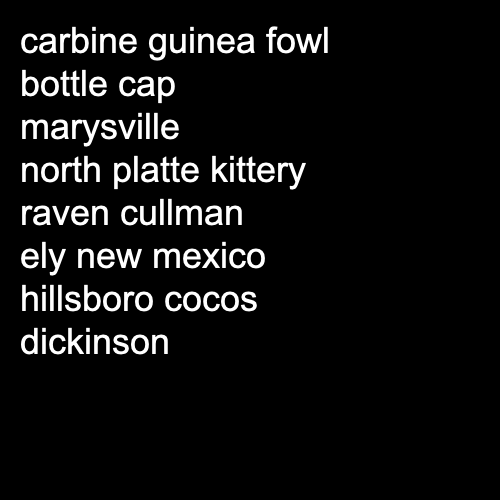 carbine guinea fowl
bottle cap
marysville
north platte kittery
raven cullman
ely new mexico
hillsboro cocos
dickinson